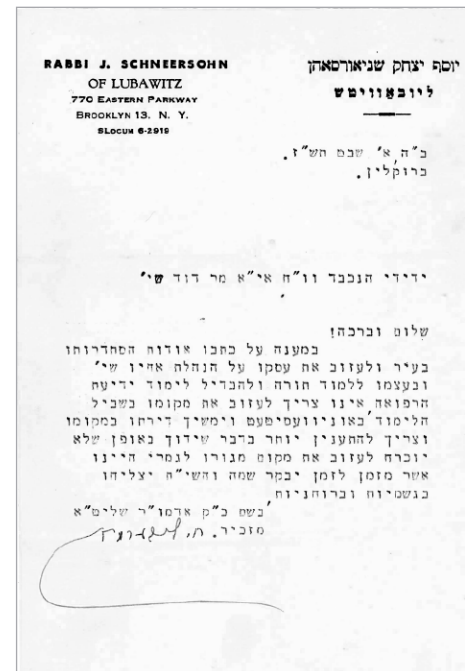 RABBI J. SCHNEERSOHN
OF LUBAWITZ
770 EASTERN PARKWAY
BROOKLYN 13. N. Y.
SLOCUM 6-2919
יוסף יצחק שניאורסאהן
ליובאוויטש
ב"ה, א' שבט תש"ז.
ברוקלין.
ידידי הנכבד וו"ח אי"א מר דוד שי'
שלום וברכה!
במענה על כתבו אודות הסתדרותו
בעיר ולעזוב את עסקו על הנהלת אחיו שי'
ובעצמו ללמוד תורה ולהבדיל לימוד ידיעת
הרפואה אינו צריך לעזוב את מקומו בשביל
הלימוד באוניווערסיטעט וימשיך דירתו במקומו
וצריך להתענין יותר בדבר שידוך באופן שלא
יוכרח לעזוב את מקום מגורו לגמרי היינו
אשר מזמן לזמן יבקר שמה והשי"ת יצליחו
בגשמיות וברוחניות,
בשם כ"ק אדמו"ר שליט"א
מזכיר.